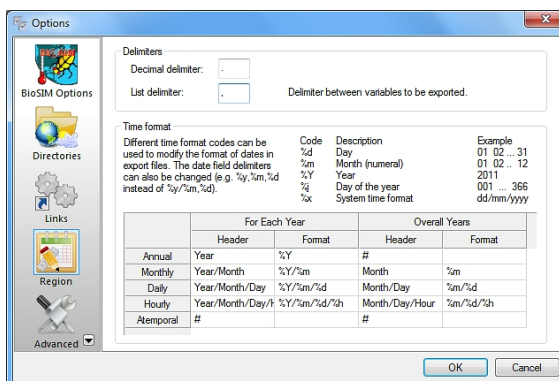 Options
BioSIM Options
Directories
Links
Region
Advanced
Delimiters
Decimal delimiter: .
List delimiter: , Delimiter between variables to be exported.
Time format
Different time format codes can be
used to modify the format of dates in
export files. The date field delimiters
can also be changed (e.g. %y,%m,%d
instead of %y/%m,%d).
Code Description Example
%d Day 01 02 ... 31
%m Month (numeral) 01 02 .. 12
%Y Year 2011
%j Day of the year 001 ... 366
%x System time format dd/mm/yyyy
For Each Year Overall Years
Header Format Header Format
Annual Year %Y #
Monthly Year/Month %Y/%m Month %m
Daily Year/Month/Day %Y/%m/%d Month/Day %m/%d
Hourly Year/Month/Day/H %Y/%m/%d/%h Month/Day/Hour %m/%d/%h
Atemporal # #
OK Cancel